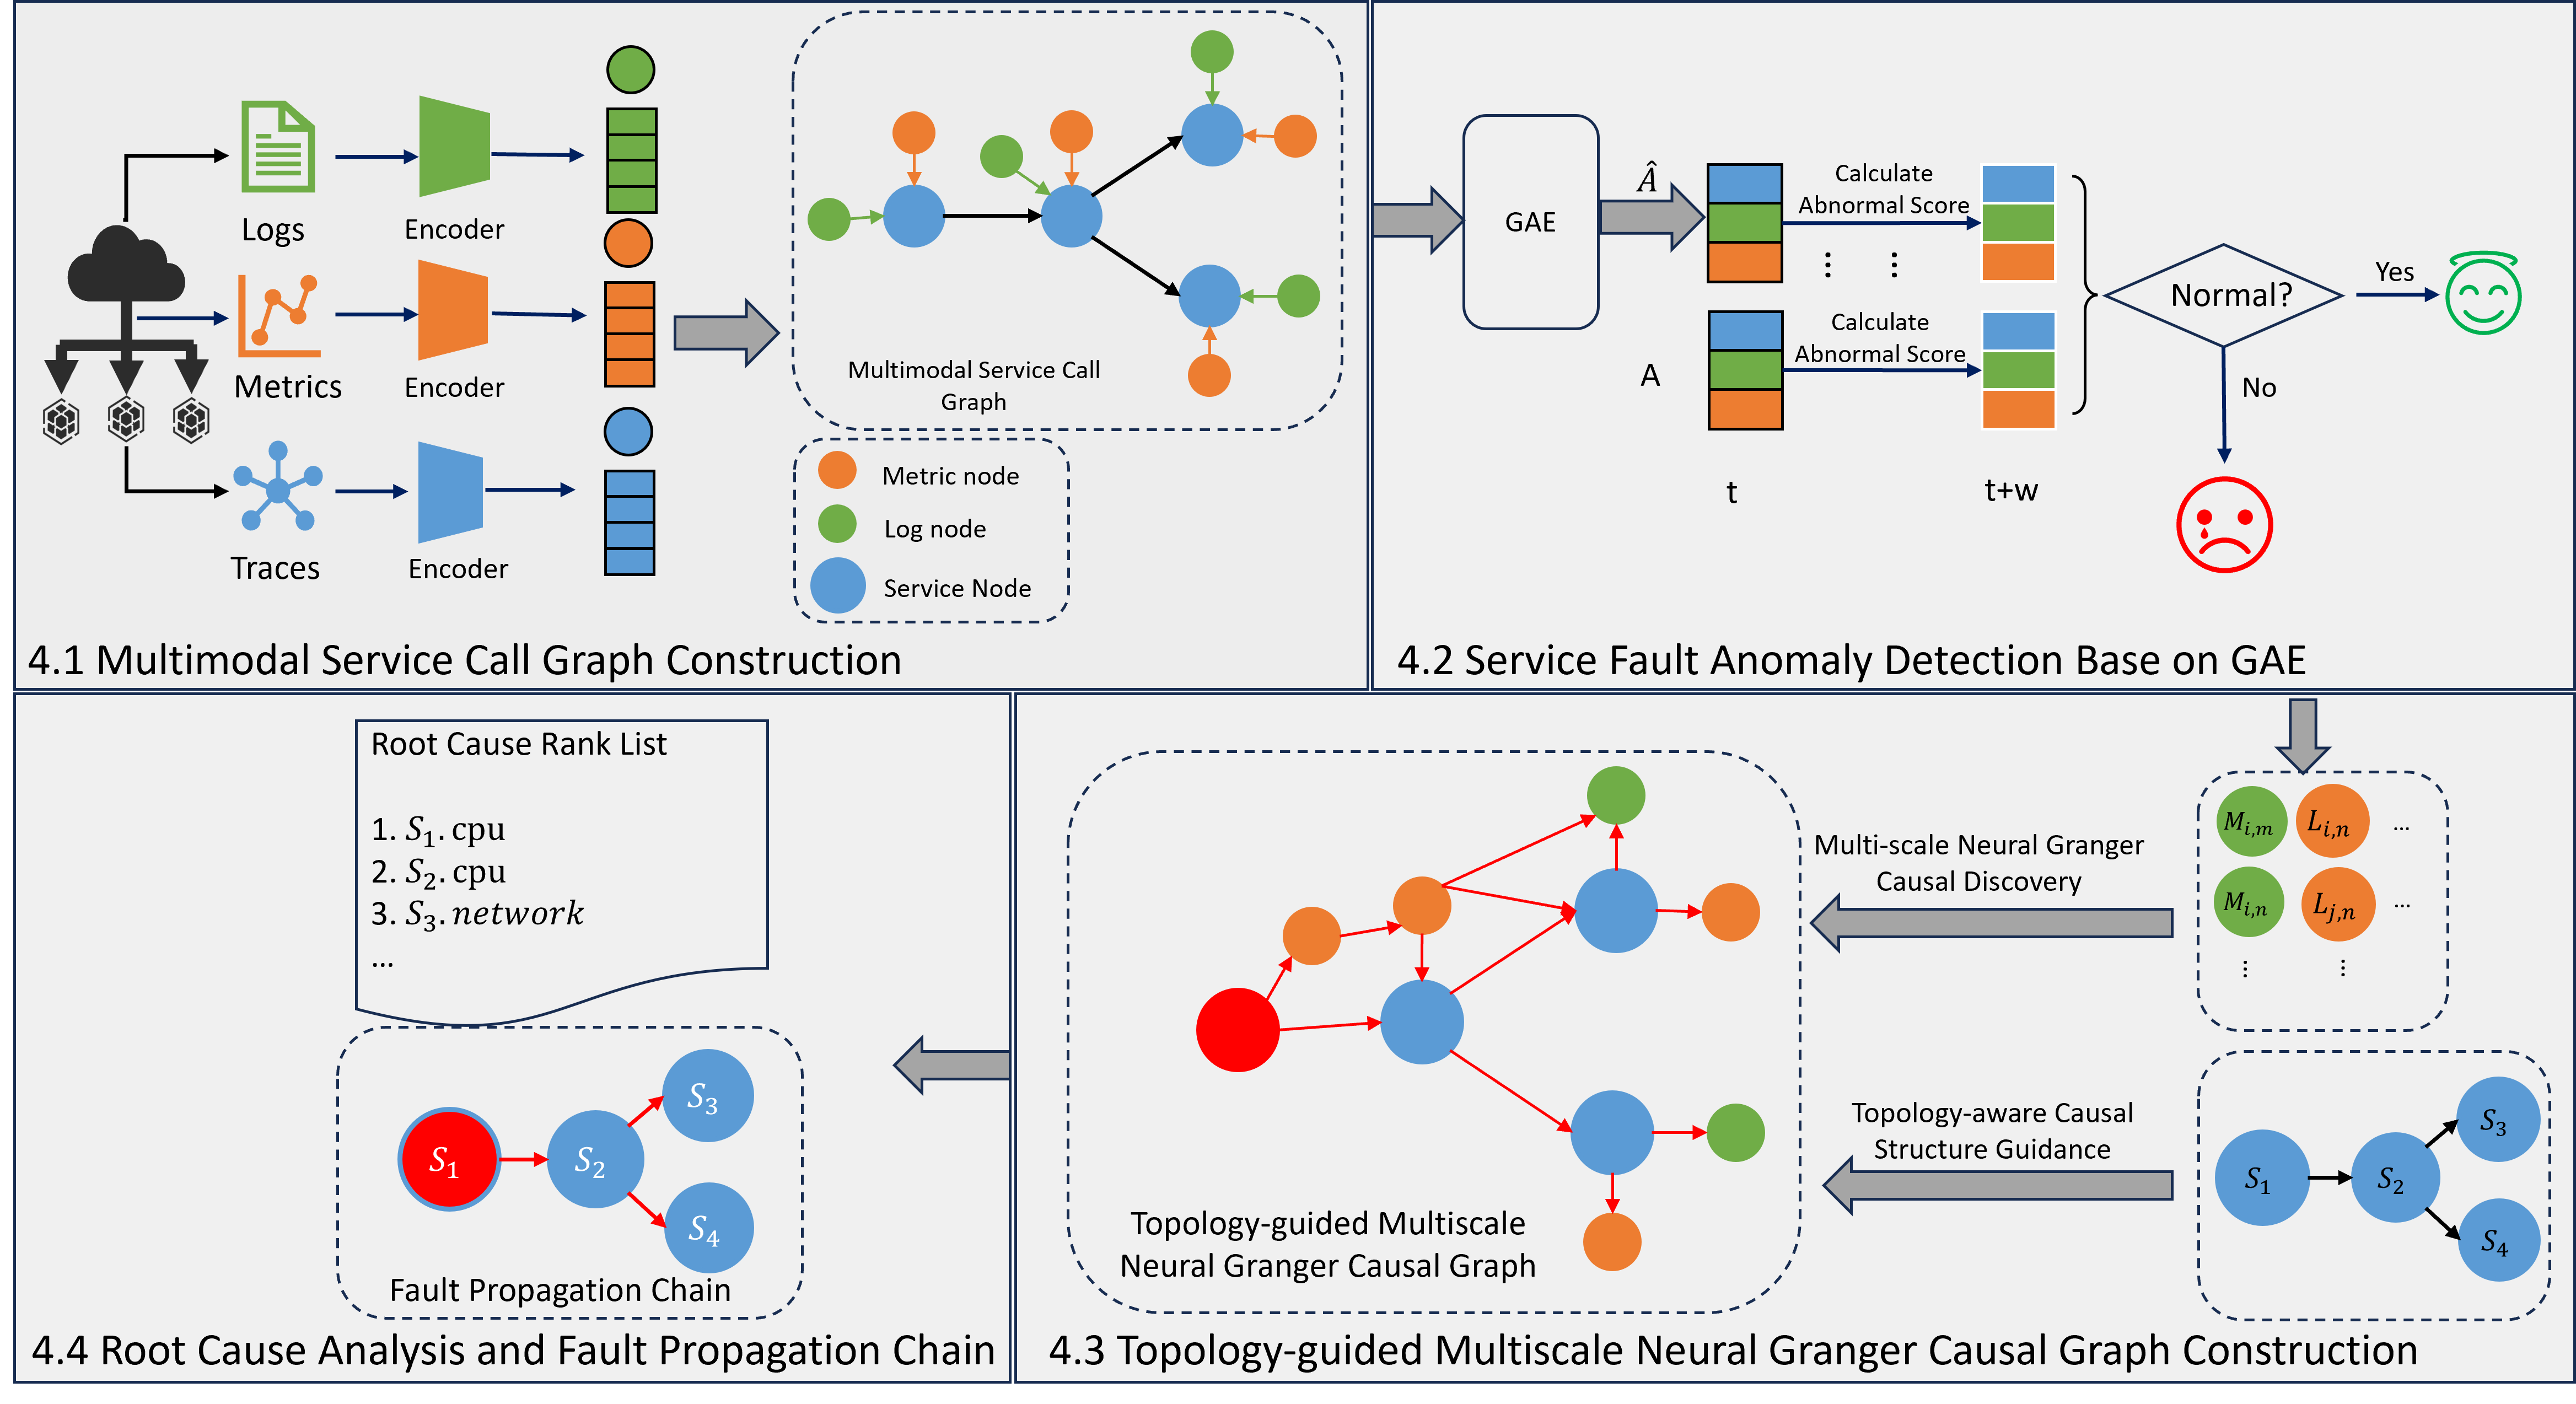 Logs
Encoder
Metrics
Encoder
Traces
Encoder
Multimodal Service Call
Graph
Metric node
Log node
Service Node
4.1 Multimodal Service Call Graph Construction
GAE
Â
Calculate
Abnormal Score
⋮ ⋮
A
Calculate
Abnormal Score
t
t+w
Normal?
Yes
No
4.2 Service Fault Anomaly Detection Base on GAE
Root Cause Rank List
1. S₁.cpu
2. S₂.cpu
3. S₃.network
...
S₁
S₂
S₃
S₄
Fault Propagation Chain
4.4 Root Cause Analysis and Fault Propagation Chain
Topology-guided Multiscale
Neural Granger Causal Graph
Multi-scale Neural Granger
Causal Discovery
Topology-aware Causal
Structure Guidance
M_{i,m} L_{i,n} ...
M_{i,n} L_{j,n} ...
⋮ ⋮
S₁
S₂
S₃
S₄
4.3 Topology-guided Multiscale Neural Granger Causal Graph Construction